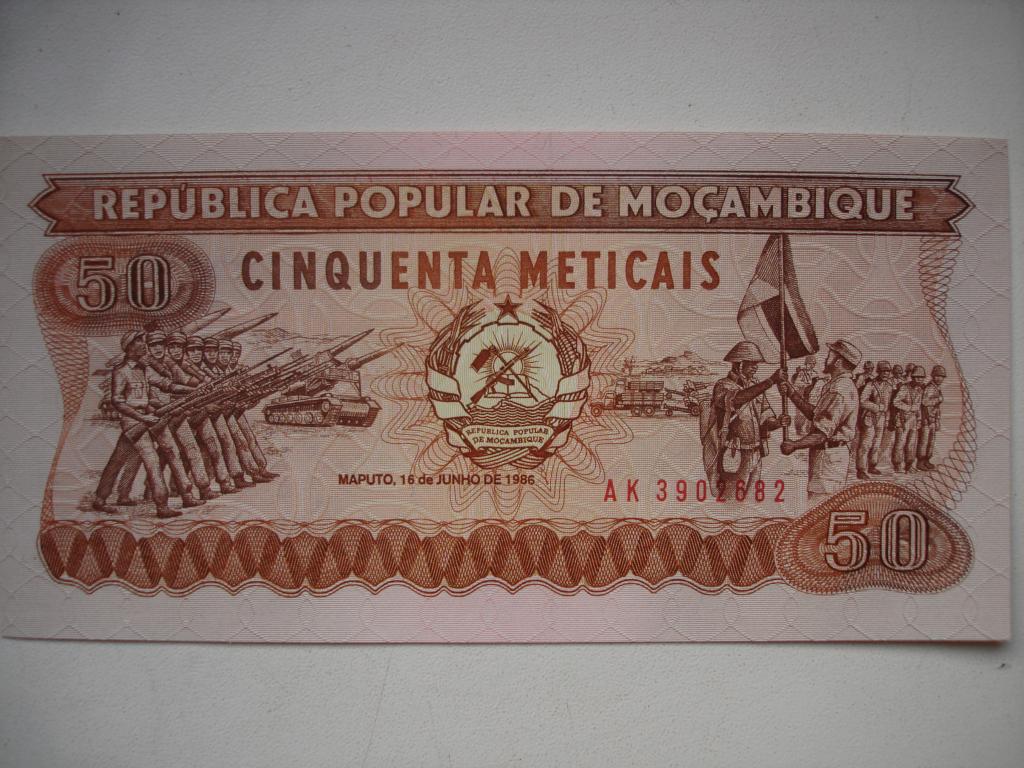 REPÚBLICA POPULAR DE MOÇAMBIQUE
50
CINQUENTA METICAIS
REPUBLICA POPULAR
DE MOÇAMBIQUE
MAPUTO, 16 de JUNHO DE 1986
AK 3902682
50